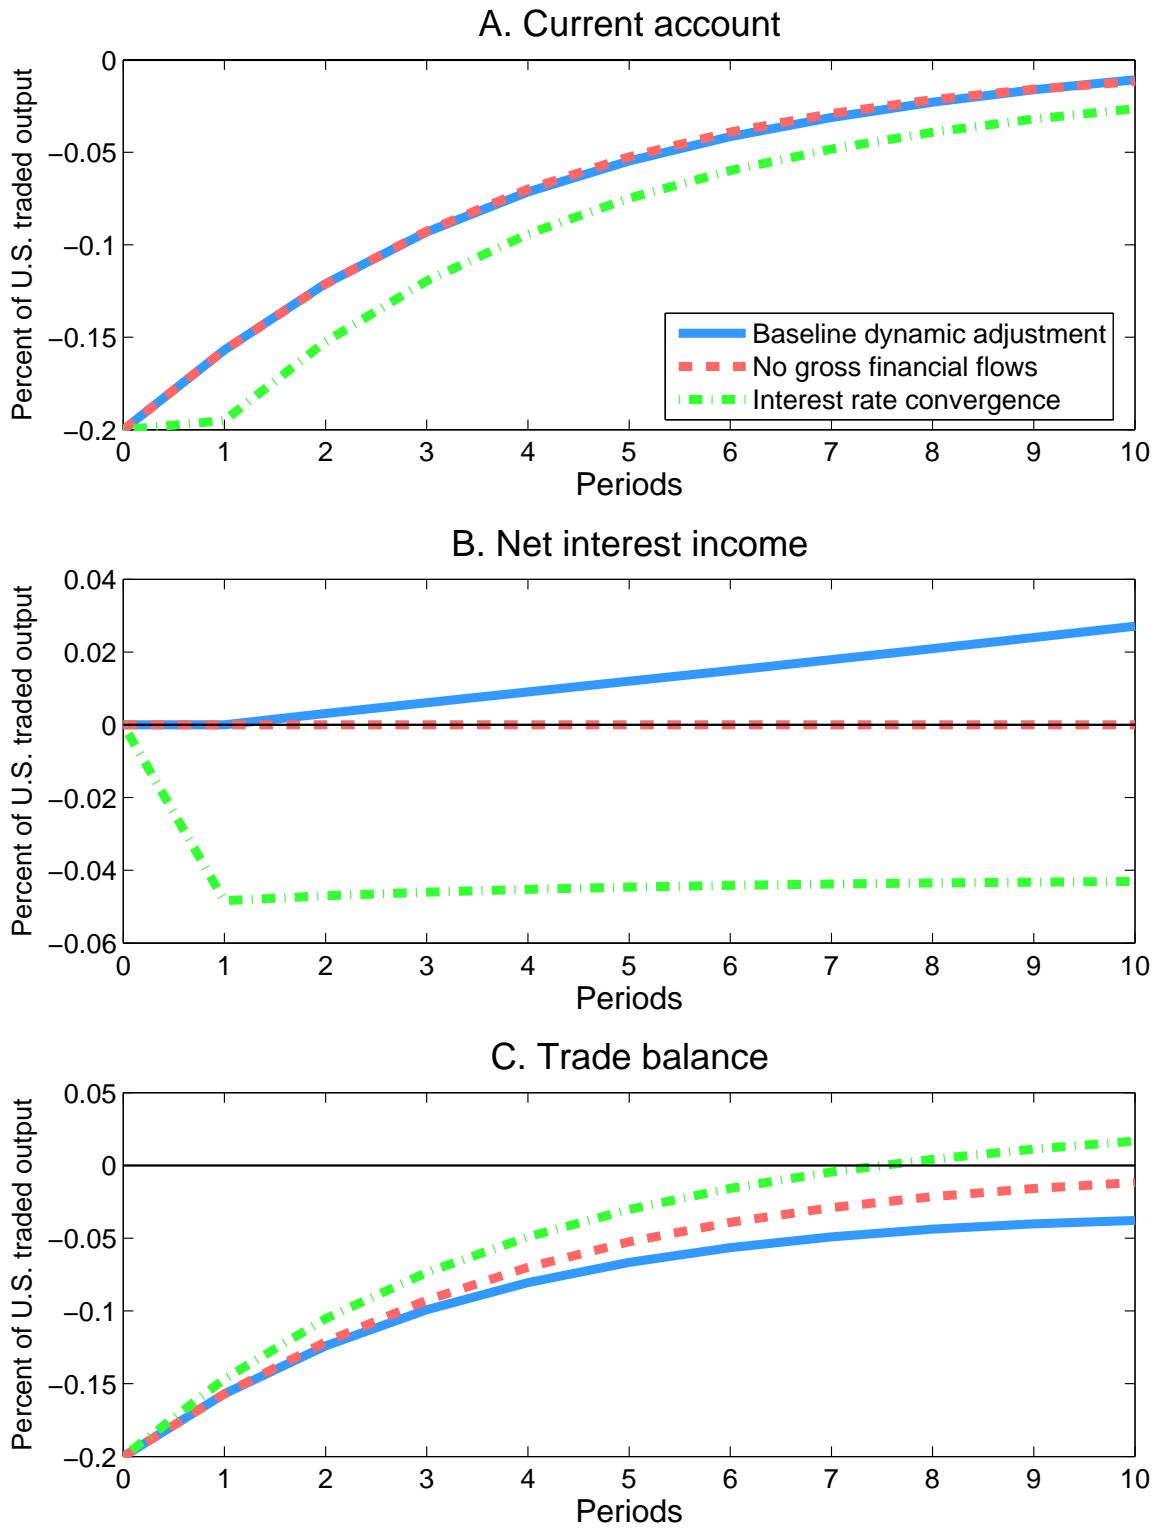 A. Current account
Percent of U.S. traded output
0
−0.05
−0.1
−0.15
−0.2
Baseline dynamic adjustment
No gross financial flows
Interest rate convergence
0 1 2 3 4 5 6 7 8 9 10
Periods
B. Net interest income
Percent of U.S. traded output
0.04
0.02
0
−0.02
−0.04
−0.06
0 1 2 3 4 5 6 7 8 9 10
Periods
C. Trade balance
Percent of U.S. traded output
0.05
0
−0.05
−0.1
−0.15
−0.2
0 1 2 3 4 5 6 7 8 9 10
Periods